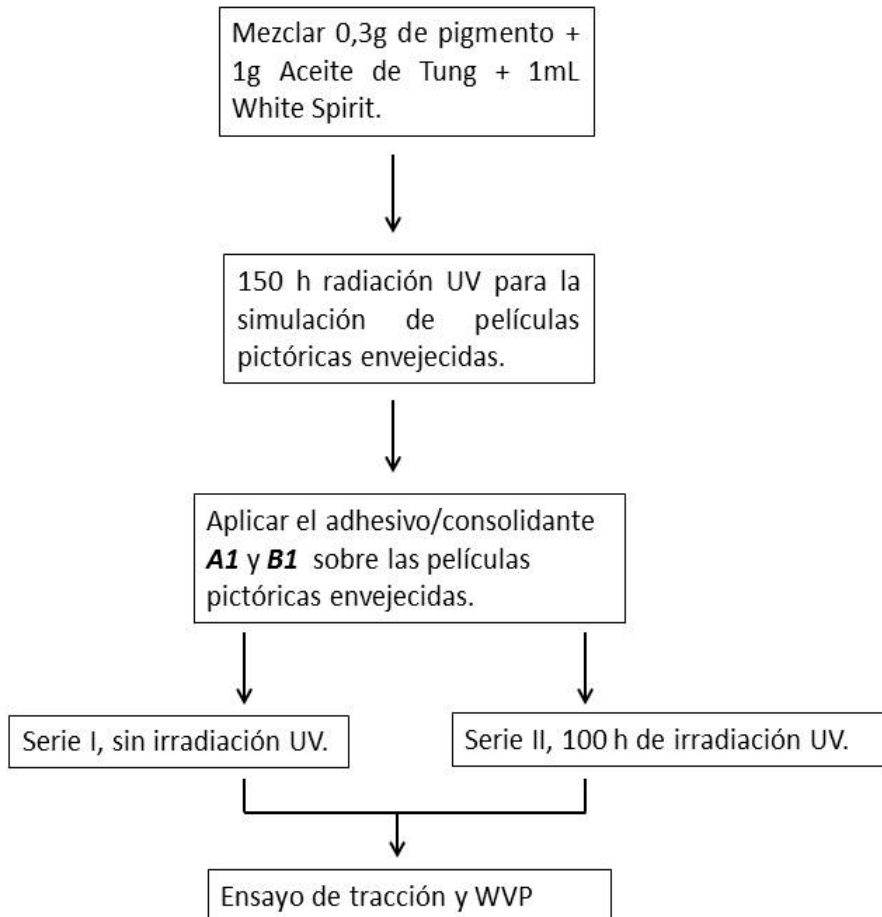 Mezclar 0,3g de pigmento +
1g Aceite de Tung + 1mL
White Spirit.
150 h radiación UV para la
simulación de películas
pictóricas envejecidas.
Aplicar el adhesivo/consolidante
A1 y B1 sobre las películas
pictóricas envejecidas.
Serie I, sin irradiación UV.
Serie II, 100 h de irradiación UV.
Ensayo de tracción y WVP